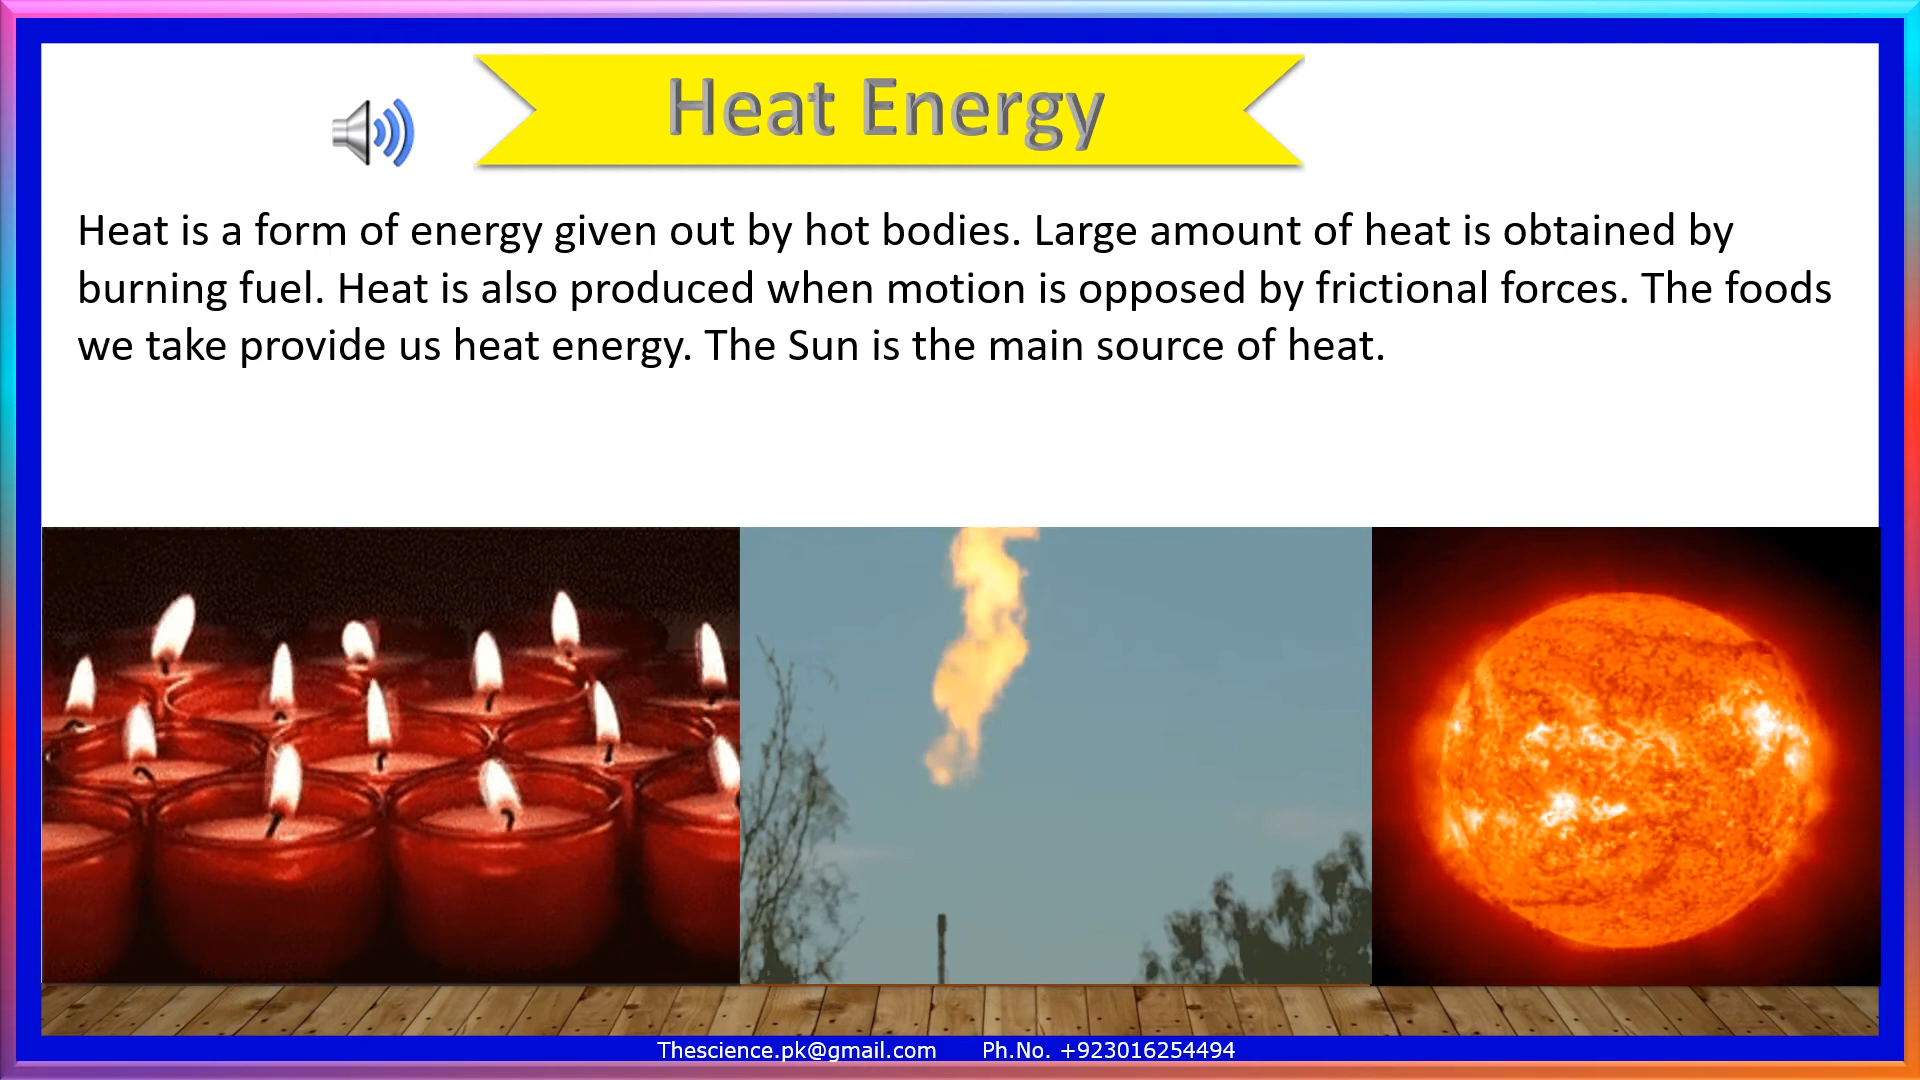 Heat Energy
Heat is a form of energy given out by hot bodies. Large amount of heat is obtained by
burning fuel. Heat is also produced when motion is opposed by frictional forces. The foods
we take provide us heat energy. The Sun is the main source of heat.
Thescience.pk@gmail.com Ph.No. +923016254494